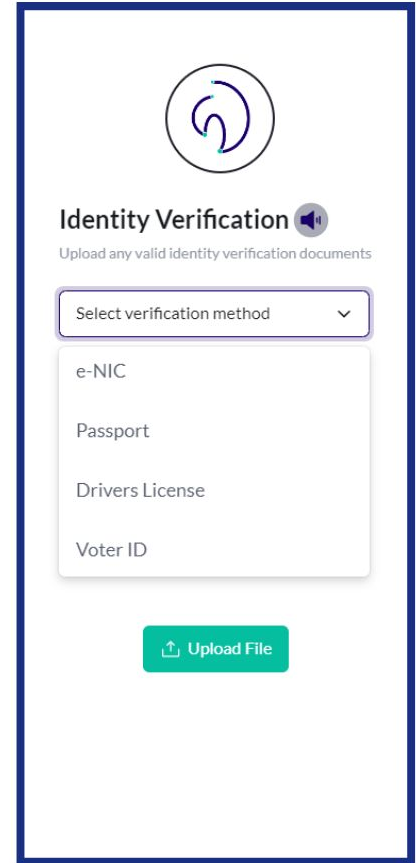 Identity Verification
Upload any valid identity verification documents
Select verification method
e-NIC
Passport
Drivers License
Voter ID
Upload File